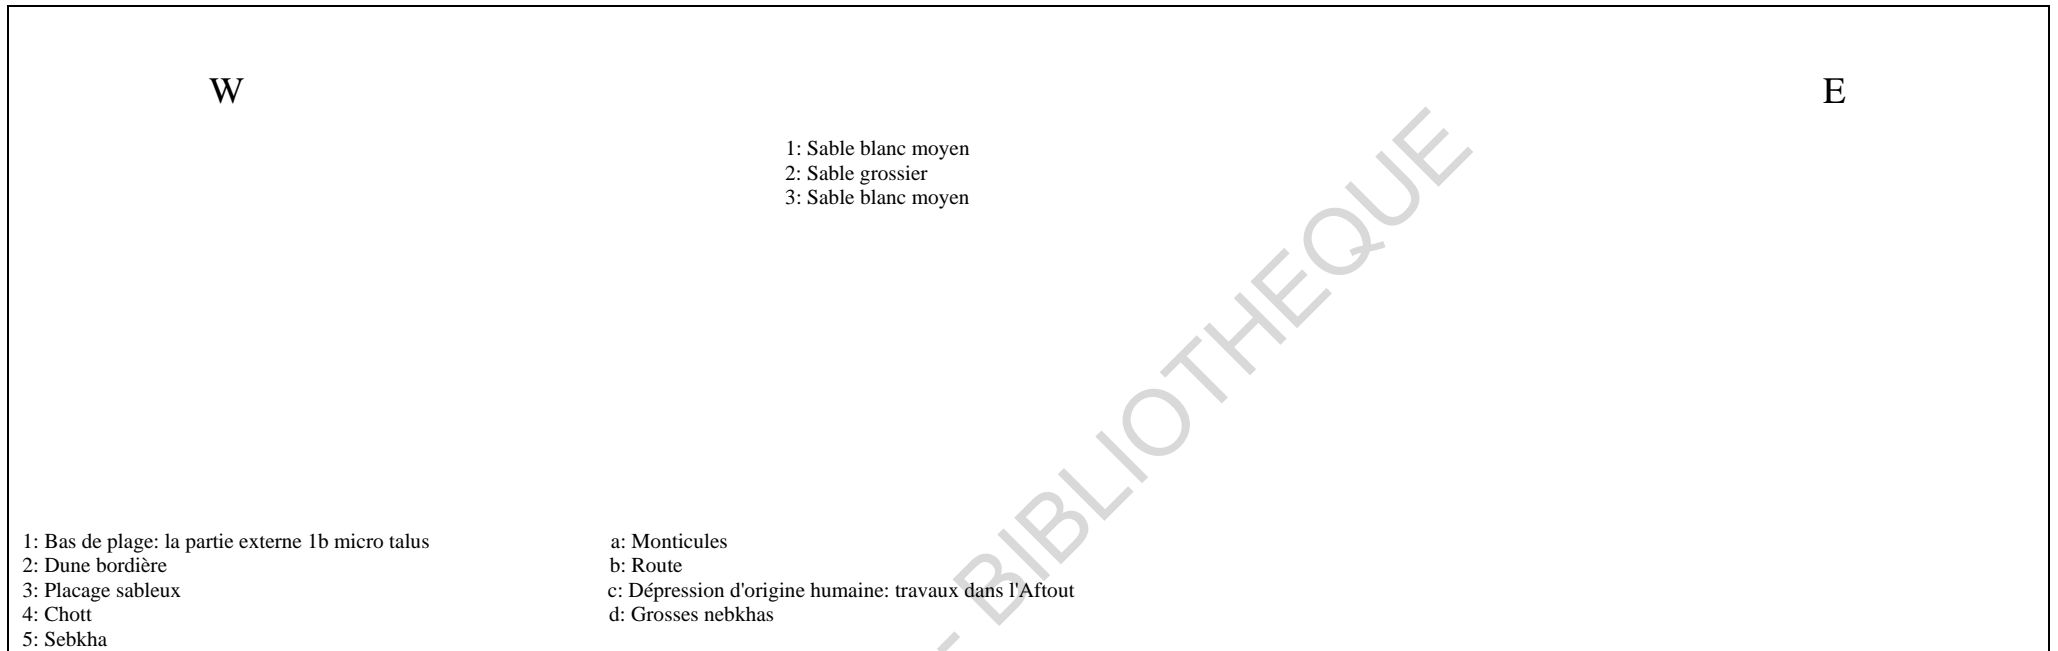 W E
1: Sable blanc moyen
2: Sable grossier
3: Sable blanc moyen
1: Bas de plage: la partie externe 1b micro talus
2: Dune bordière
3: Placage sableux
4: Chott
5: Sebkha
a: Monticules
b: Route
c: Dépression d'origine humaine: travaux dans l'Aftout
d: Grosses nebkhas
- BIBLIOTHEQUE